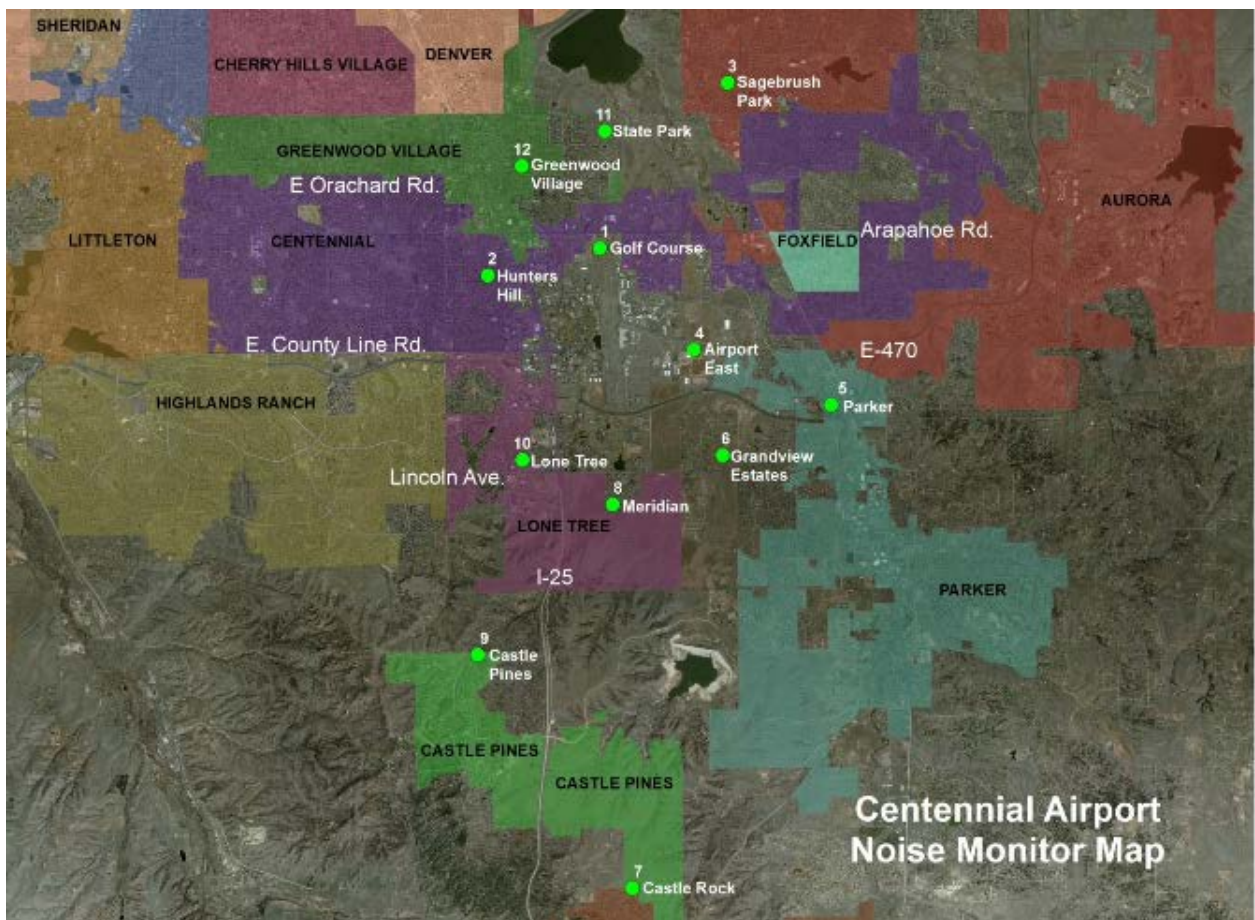 SHERIDAN
CHERRY HILLS VILLAGE
DENVER
3
Sagebrush
Park
11
State Park
GREENWOOD VILLAGE
12
Greenwood
Village
E Orachard Rd.
AURORA
LITTLETON
CENTENNIAL
1
Golf Course
FOXFIELD
Arapahoe Rd.
2
Hunters
Hill
E. County Line Rd.
4
Airport
East
E-470
HIGHLANDS RANCH
5
Parker
10
Lone Tree
6
Grandview
Estates
Lincoln Ave.
8
Meridian
LONE TREE
I-25
PARKER
9
Castle
Pines
CASTLE PINES
CASTLE PINES
Centennial Airport
Noise Monitor Map
7
Castle Rock